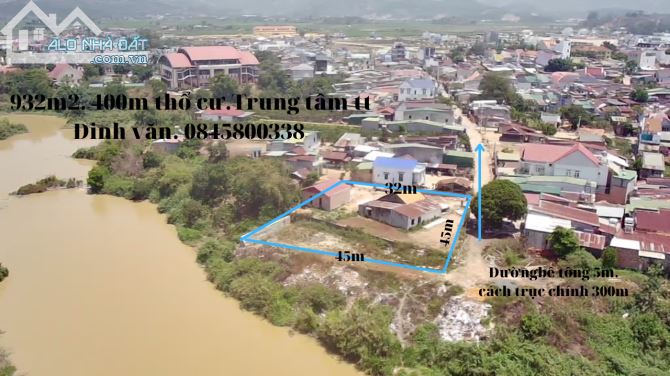 ALO NHÀ ĐẤT
.com.vn
932m2. 400m thổ cư. Trung tâm tt
Đinh văn. 0845800338
32m
45m
45m
Đường bê tông 5m.
cách trục chính 300m